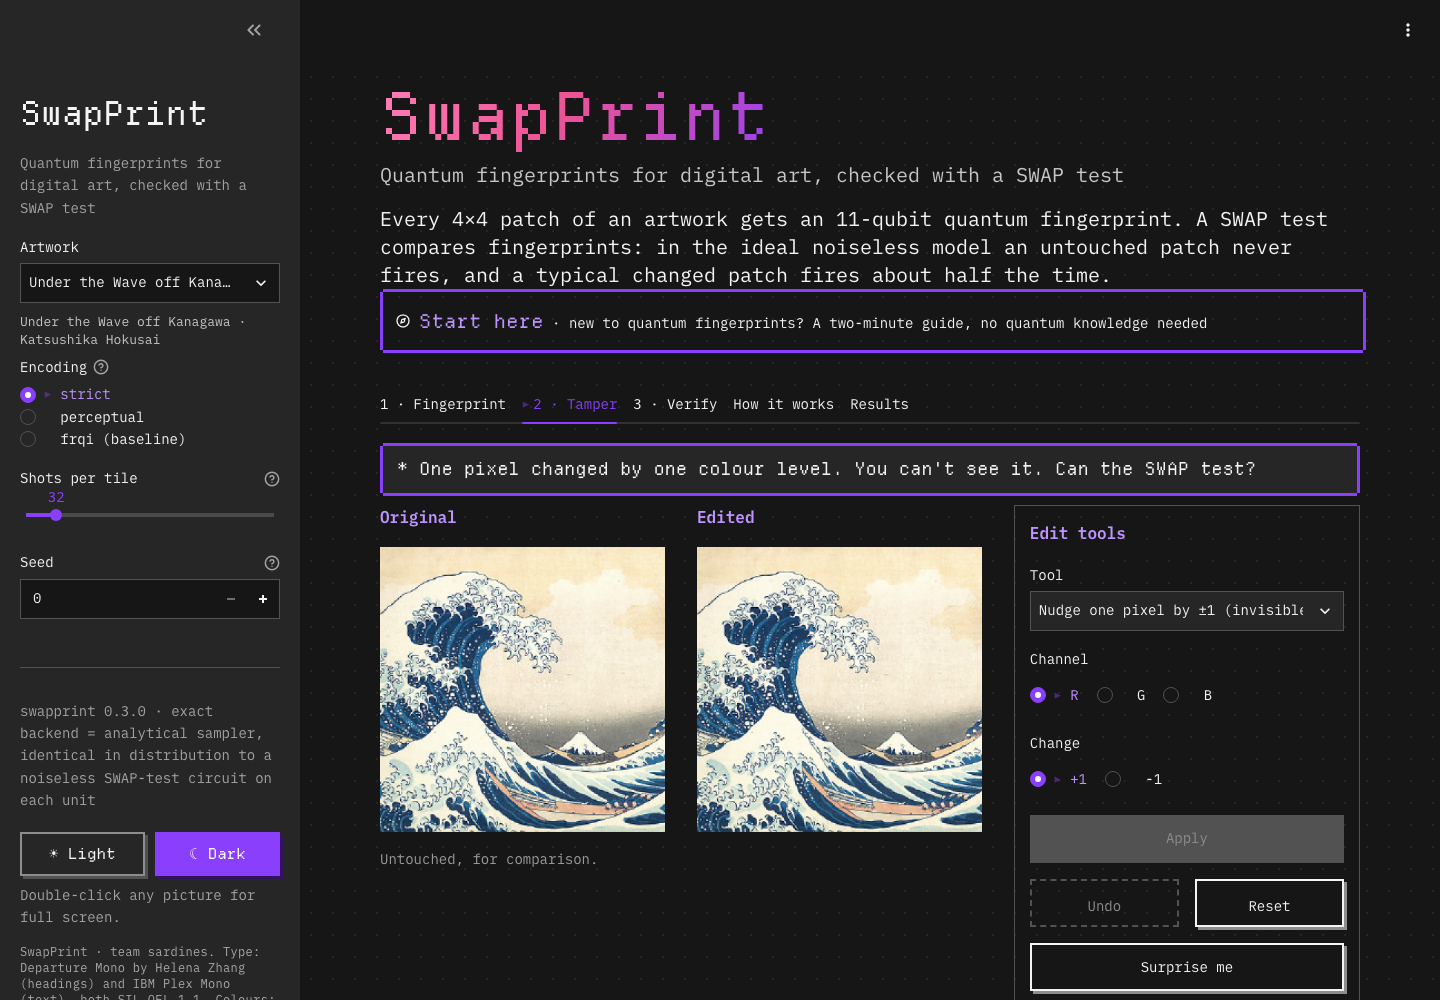 SwapPrint
Quantum fingerprints for
digital art, checked with a
SWAP test
Artwork
Under the Wave off Kana…
Under the Wave off Kanagawa ·
Katsushika Hokusai
Encoding
strict
perceptual
frqi (baseline)
Shots per tile
32
Seed
0
swapprint 0.3.0 · exact
backend = analytical sampler,
identical in distribution to a
noiseless SWAP-test circuit on
each unit
☀ Light
☾ Dark
Double-click any picture for
full screen.
SwapPrint · team sardines. Type:
Departure Mono by Helena Zhang
(headings) and IBM Plex Mono
(text), both SIL OFL 1.1. Colours:
SwapPrint
Quantum fingerprints for digital art, checked with a SWAP test
Every 4×4 patch of an artwork gets an 11-qubit quantum fingerprint. A SWAP test
compares fingerprints: in the ideal noiseless model an untouched patch never
fires, and a typical changed patch fires about half the time.
Start here · new to quantum fingerprints? A two-minute guide, no quantum knowledge needed
1 · Fingerprint
2 · Tamper
3 · Verify
How it works
Results
* One pixel changed by one colour level. You can't see it. Can the SWAP test?
Original
Edited
Untouched, for comparison.
Edit tools
Tool
Nudge one pixel by ±1 (invisible
Channel
R
G
B
Change
+1
-1
Apply
Undo
Reset
Surprise me